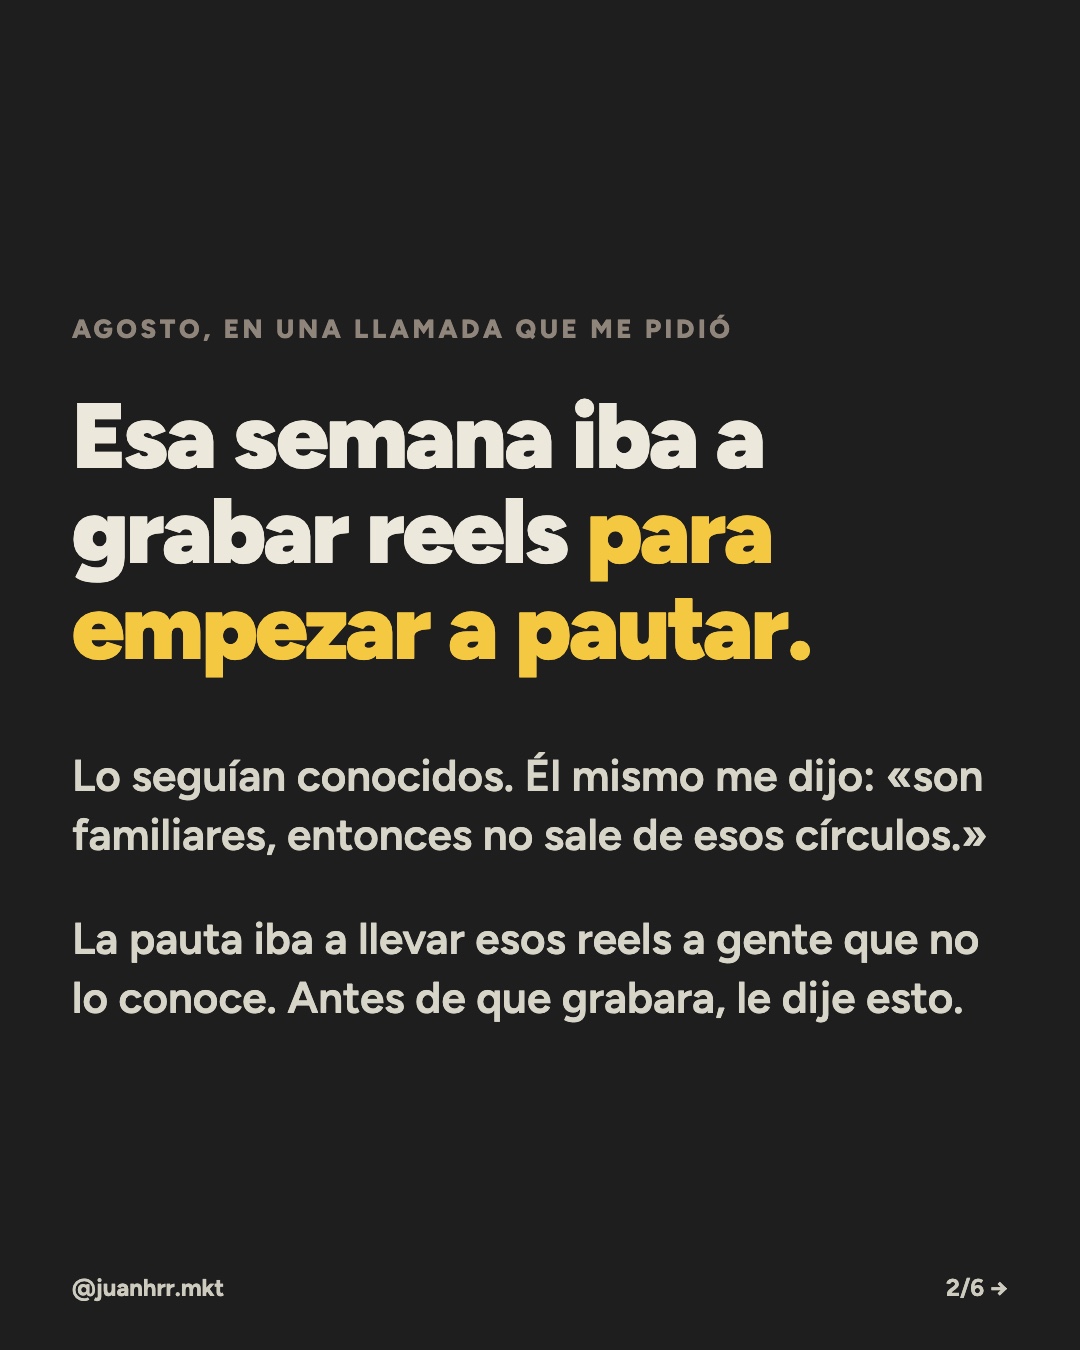 AGOSTO, EN UNA LLAMADA QUE ME PIDIÓ
Esa semana iba a
grabar reels para
empezar a pautar.
Lo seguían conocidos. Él mismo me dijo: «son
familiares, entonces no sale de esos círculos.»
La pauta iba a llevar esos reels a gente que no
lo conoce. Antes de que grabara, le dije esto.
@juanhrr.mkt
2/6 →